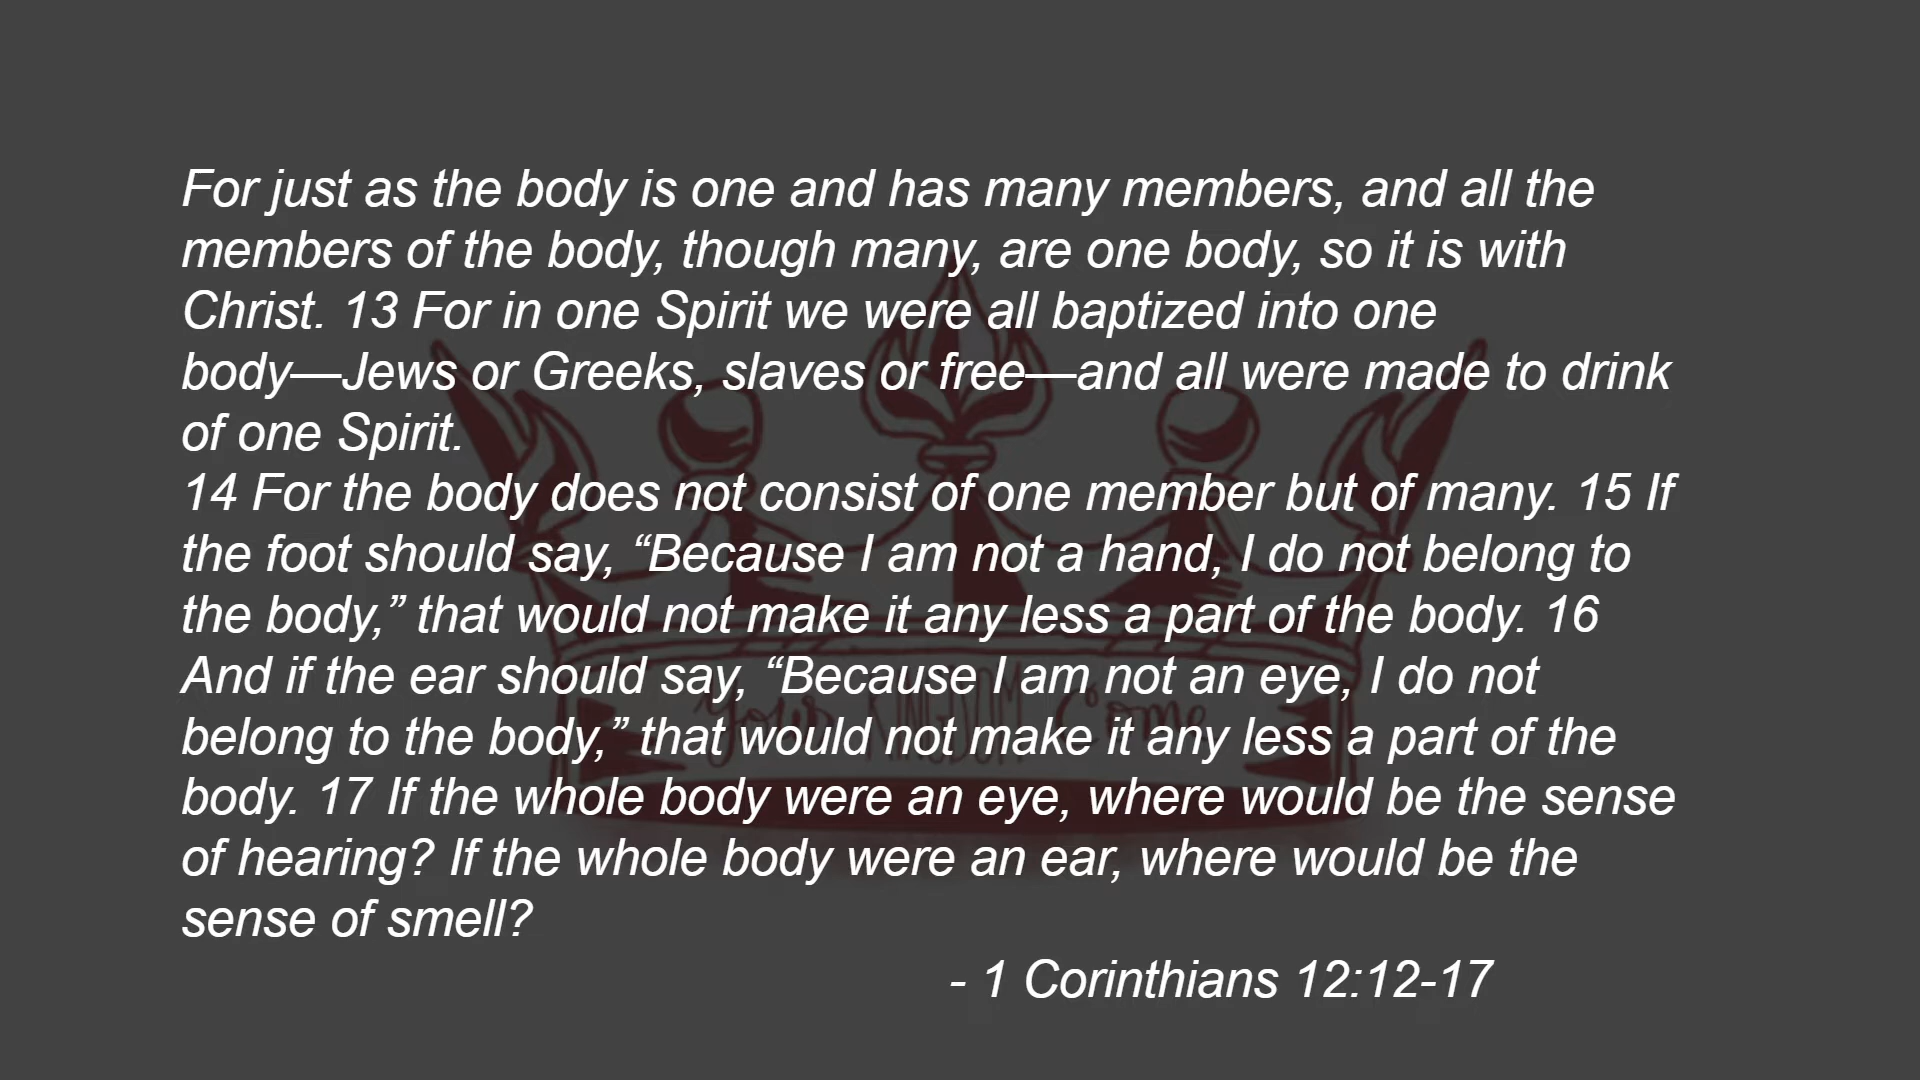 For just as the body is one and has many members, and all the
members of the body, though many, are one body, so it is with
Christ. 13 For in one Spirit we were all baptized into one
body—Jews or Greeks, slaves or free—and all were made to drink
of one Spirit.
14 For the body does not consist of one member but of many. 15 If
the foot should say, “Because I am not a hand, I do not belong to
the body,” that would not make it any less a part of the body. 16
And if the ear should say, “Because I am not an eye, I do not
belong to the body,” that would not make it any less a part of the
body. 17 If the whole body were an eye, where would be the sense
of hearing? If the whole body were an ear, where would be the
sense of smell?
- 1 Corinthians 12:12-17
Your KINGDOM Come